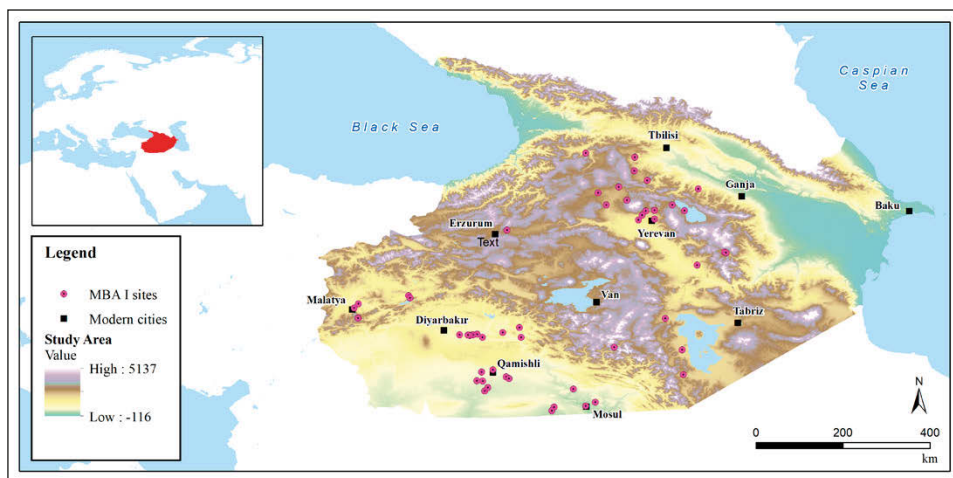 Black Sea
Caspian
Sea
Tbilisi
Ganja
Baku
Yerevan
Erzurum
Text
Van
Tabriz
Malatya
Diyarbakır
Qamishli
Mosul
Legend
MBA I sites
Modern cities
Study Area
Value
High : 5137
Low : -116
N
0 200 400
km